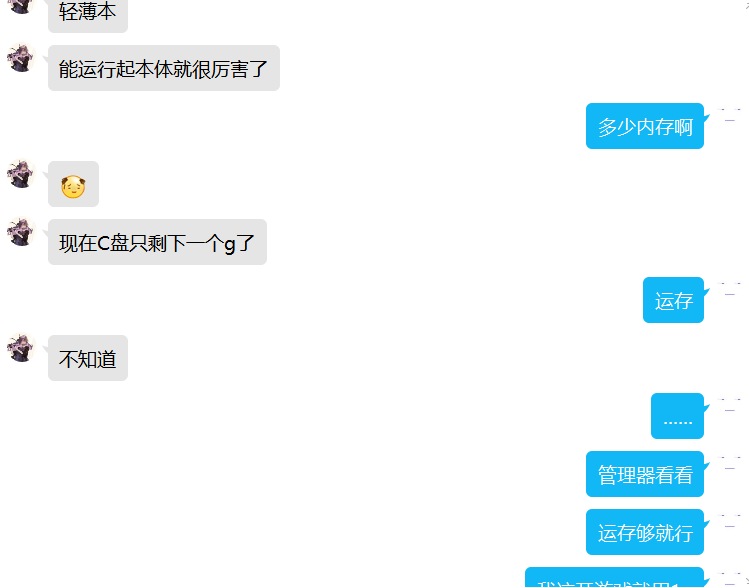 轻薄本
能运行起本体就很厉害了
多少内存啊
现在C盘只剩下一个g了
运存
不知道
......
管理器看看
运存够就行